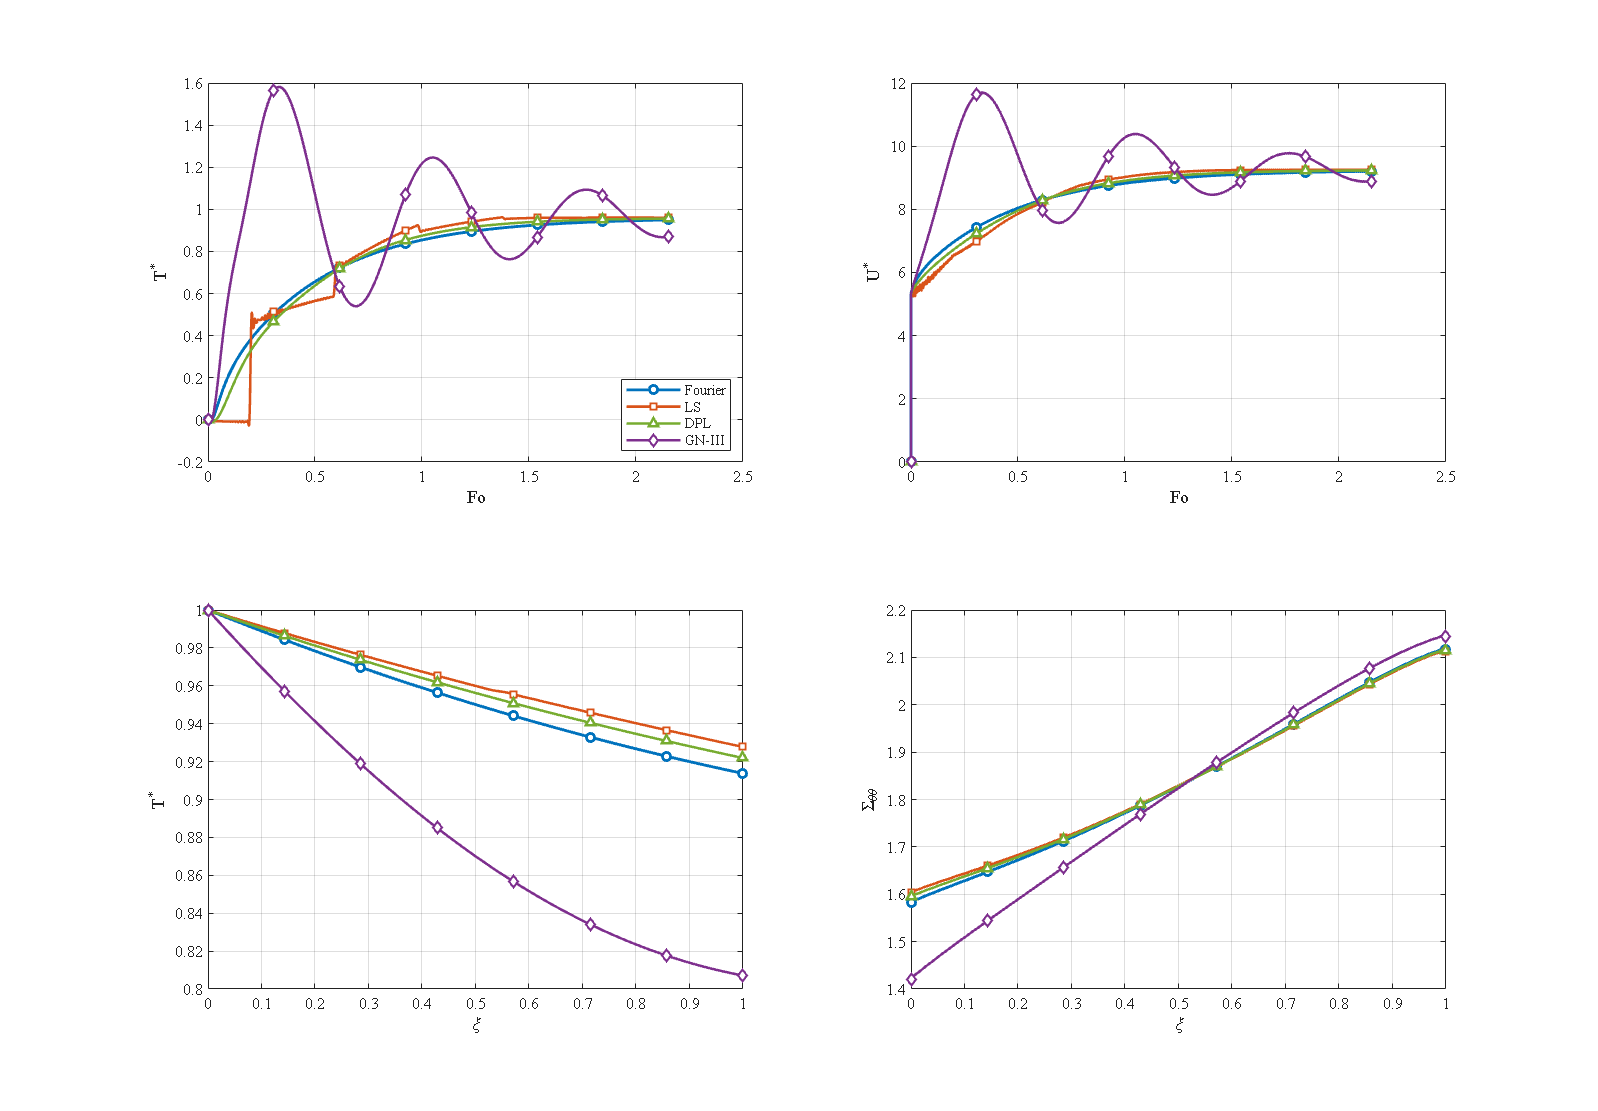 1.6
1.4
1.2
1
0.8
0.6
0.4
0.2
0
-0.2
T*
0 0.5 1 1.5 2 2.5
Fo
Fourier
LS
DPL
GN-III
12
10
8
6
4
2
0
U*
0 0.5 1 1.5 2 2.5
Fo
1
0.98
0.96
0.94
0.92
0.9
0.88
0.86
0.84
0.82
0.8
T*
0 0.1 0.2 0.3 0.4 0.5 0.6 0.7 0.8 0.9 1
ξ
2.2
2.1
2
1.9
1.8
1.7
1.6
1.5
1.4
Σθθ
0 0.1 0.2 0.3 0.4 0.5 0.6 0.7 0.8 0.9 1
ξ